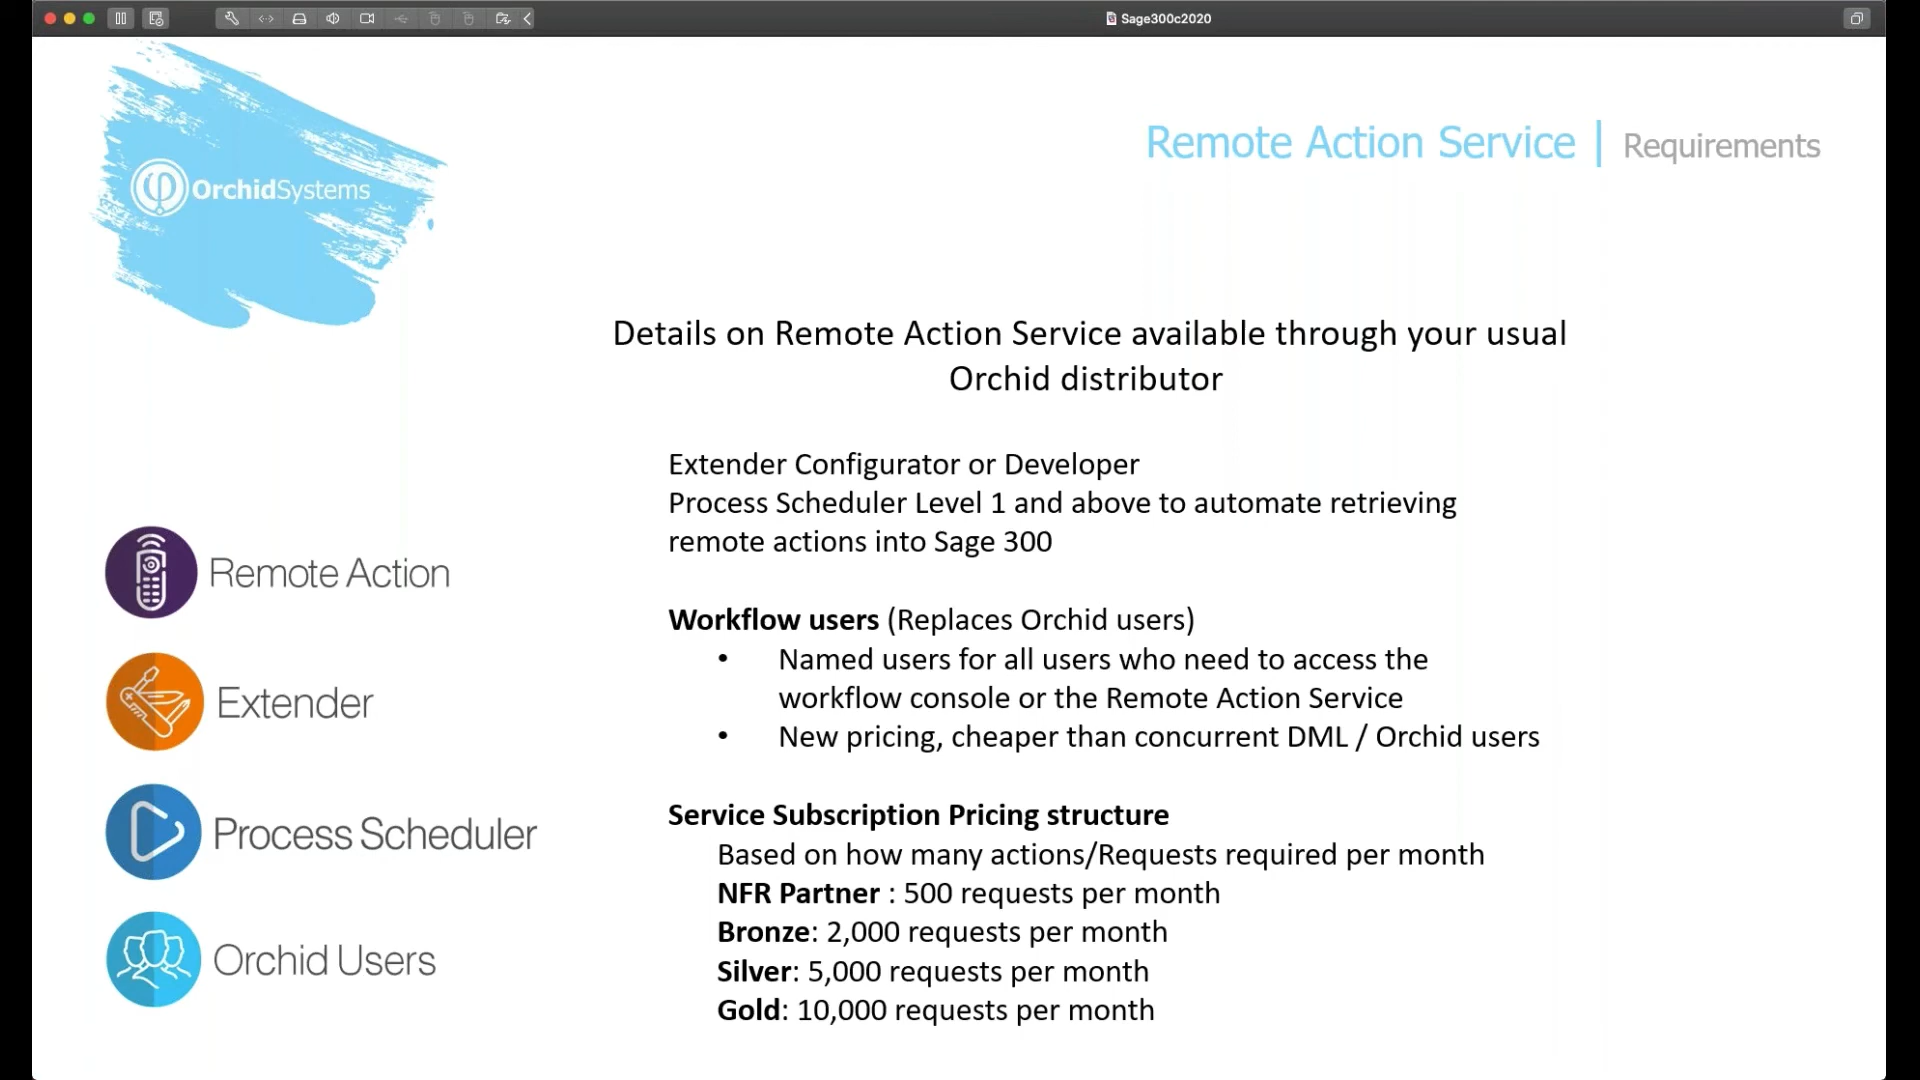 Sage300c2020
OrchidSystems
Remote Action Service | Requirements
Details on Remote Action Service available through your usual
Orchid distributor
Extender Configurator or Developer
Process Scheduler Level 1 and above to automate retrieving
remote actions into Sage 300
Workflow users (Replaces Orchid users)
• Named users for all users who need to access the
workflow console or the Remote Action Service
• New pricing, cheaper than concurrent DML / Orchid users
Service Subscription Pricing structure
Based on how many actions/Requests required per month
NFR Partner : 500 requests per month
Bronze: 2,000 requests per month
Silver: 5,000 requests per month
Gold: 10,000 requests per month
Remote Action
Extender
Process Scheduler
Orchid Users